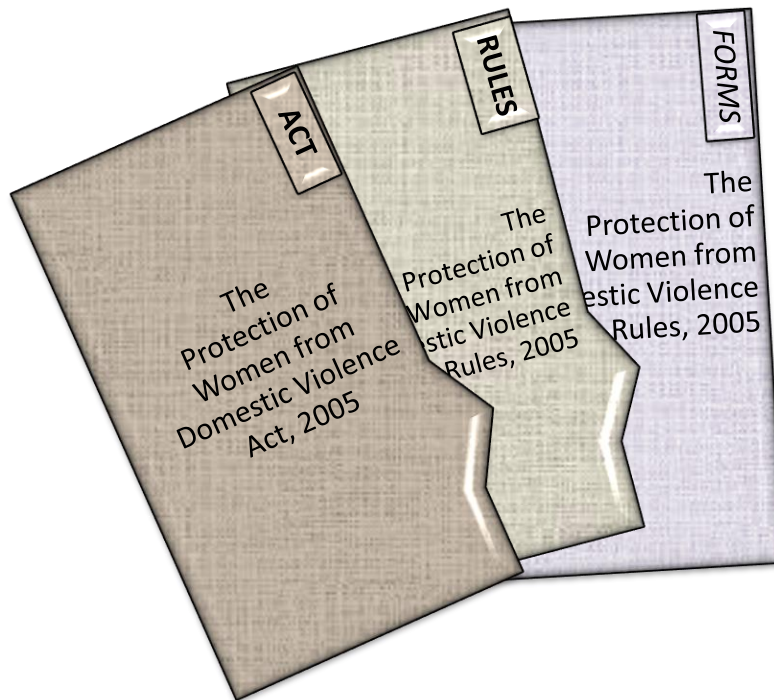 ACT
The
Protection of
Women from
Domestic Violence
Act, 2005
RULES
The
Protection of
Women from
stic Violence
Rules, 2005
FORMS
The
Protection of
Women from
estic Violence
Rules, 2005